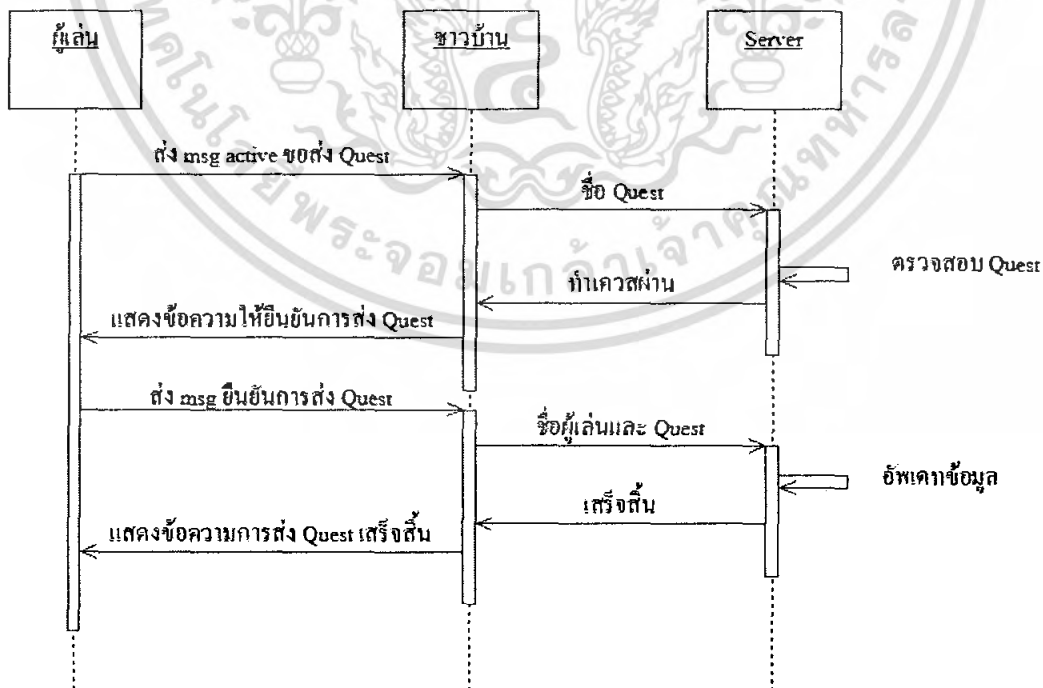 ผู้เล่น
ชาวบ้าน
Server
ส่ง msg active ขอส่ง Quest
ชื่อ Quest
ตรวจสอบ Quest
ทำเควสผ่าน
แสดงข้อความให้ยืนยันการส่ง Quest
ส่ง msg ยืนยันการส่ง Quest
ชื่อผู้เล่นและ Quest
อัพเดทข้อมูล
เสร็จสิ้น
แสดงข้อความการส่ง Quest เสร็จสิ้น